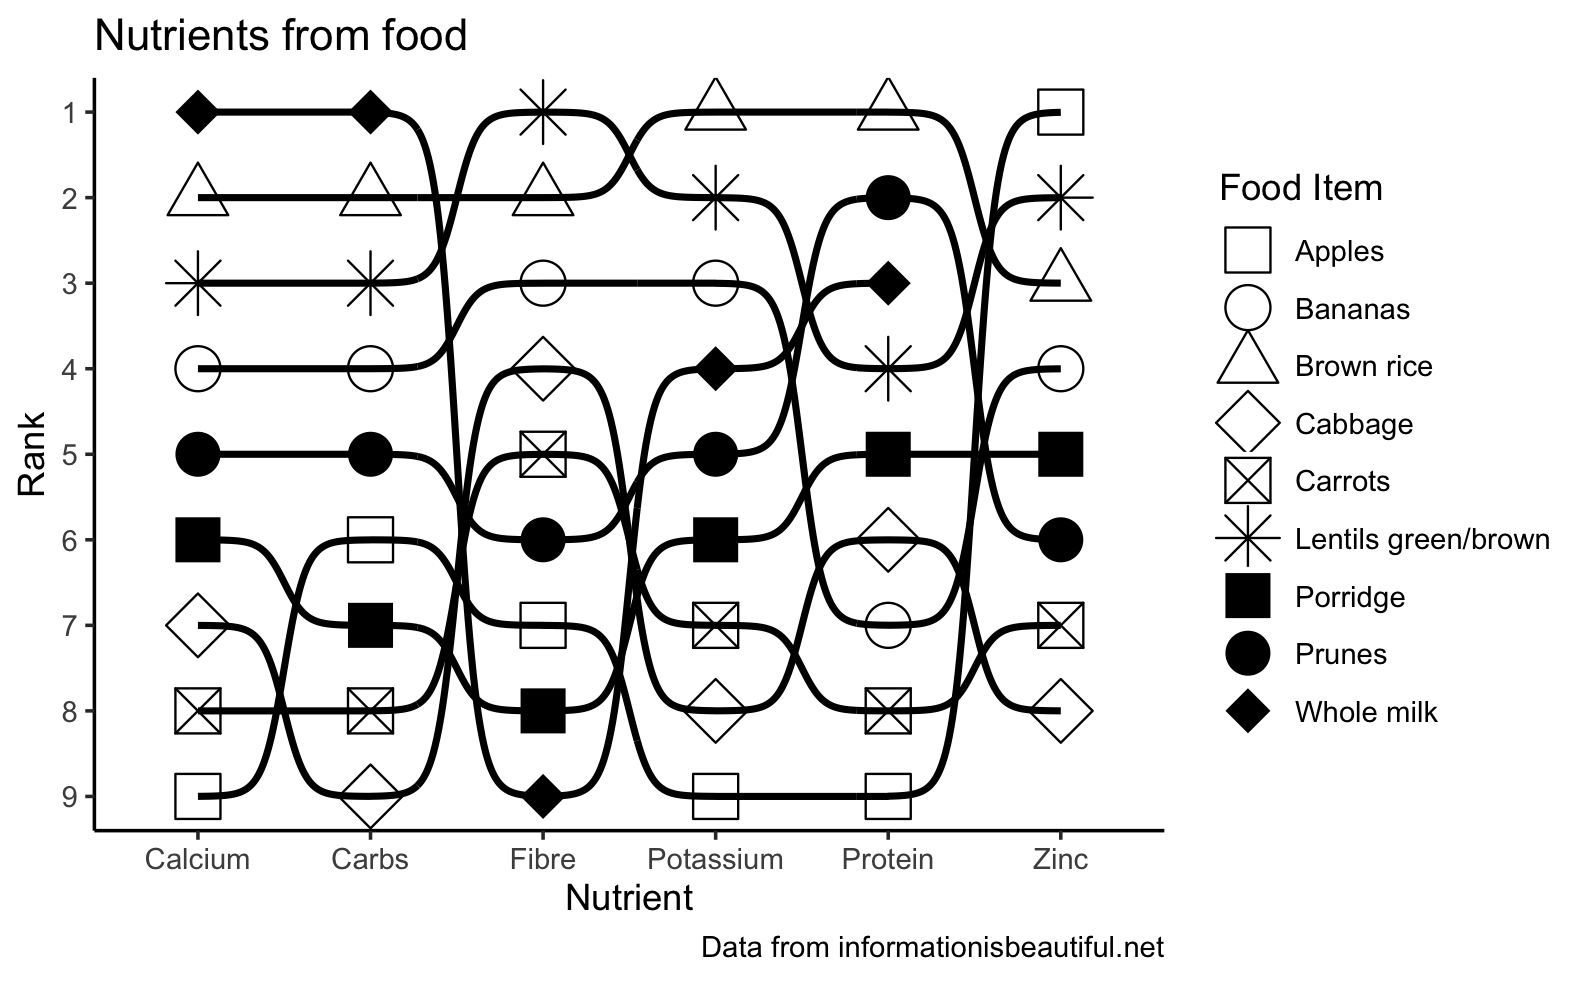 Nutrients from food
1
2
3
4
5
6
7
8
9
Rank
Calcium
Carbs
Fibre
Potassium
Protein
Zinc
Nutrient
Data from informationisbeautiful.net
Food Item
Apples
Bananas
Brown rice
Cabbage
Carrots
Lentils green/brown
Porridge
Prunes
Whole milk